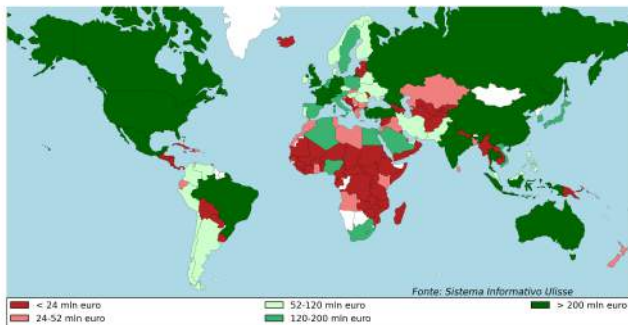 Fonte: Sistema Informativo Ulisse
< 24 mln euro
52-120 mln euro
> 200 mln euro
24-52 mln euro
120-200 mln euro